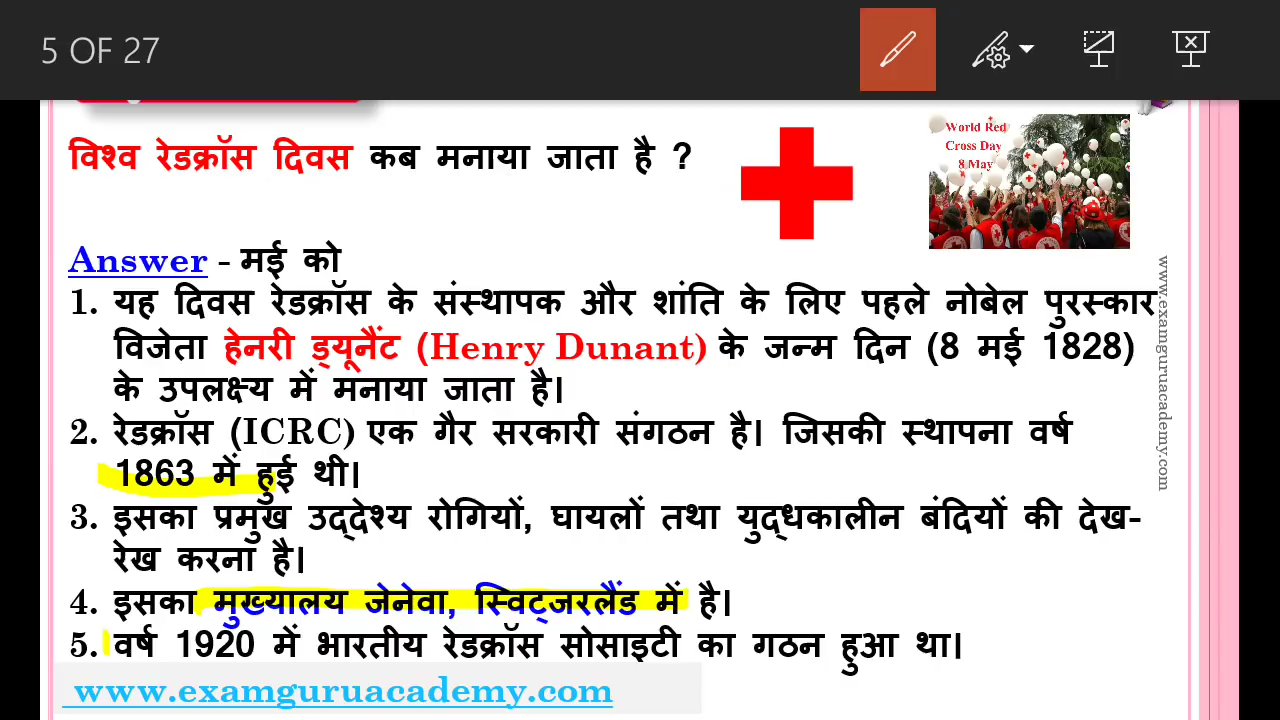 5 OF 27
विश्व रेडक्रॉस दिवस कब मनाया जाता है ?
World Red
Cross Day
8 May
Answer - मई को
1. यह दिवस रेडक्रॉस के संस्थापक और शांति के लिए पहले नोबेल पुरस्कार
विजेता हेनरी ड्यूनैंट (Henry Dunant) के जन्म दिन (8 मई 1828)
के उपलक्ष्य में मनाया जाता है।
2. रेडक्रॉस (ICRC) एक गैर सरकारी संगठन है। जिसकी स्थापना वर्ष
1863 में हुई थी।
3. इसका प्रमुख उद्देश्य रोगियों, घायलों तथा युद्धकालीन बंदियों की देख-
रेख करना है।
4. इसका मुख्यालय जेनेवा, स्विट्जरलैंड में है।
5. वर्ष 1920 में भारतीय रेडक्रॉस सोसाइटी का गठन हुआ था।
www.examguruacademy.com
www.examguruacademy.com